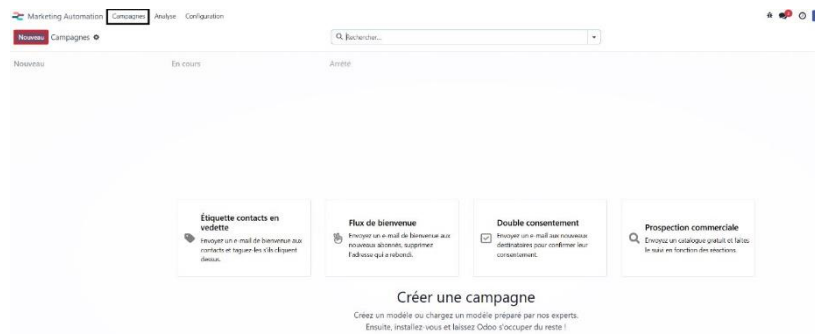 Marketing Automation Campagnes Analyse Configuration
Nouveau Campagnes
Rechercher...
Nouveau En cours Arrêté
Étiquette contacts en
vedette
Envoyez un e-mail de bienvenue aux
contacts et taguez-les s'ils cliquent
dessus.
Flux de bienvenue
Envoyez un e-mail de bienvenue aux
nouveaux abonnés, supprimez
l'adresse qui a rebondi.
Double consentement
Envoyez un e-mail aux nouveaux
destinataires pour confirmer leur
consentement.
Prospection commerciale
Envoyez un catalogue gratuit et faites
le suivi en fonction des réactions.
Créer une campagne
Créez un modèle ou chargez un modèle préparé par nos experts.
Ensuite, installez-vous et laissez Odoo s'occuper du reste !